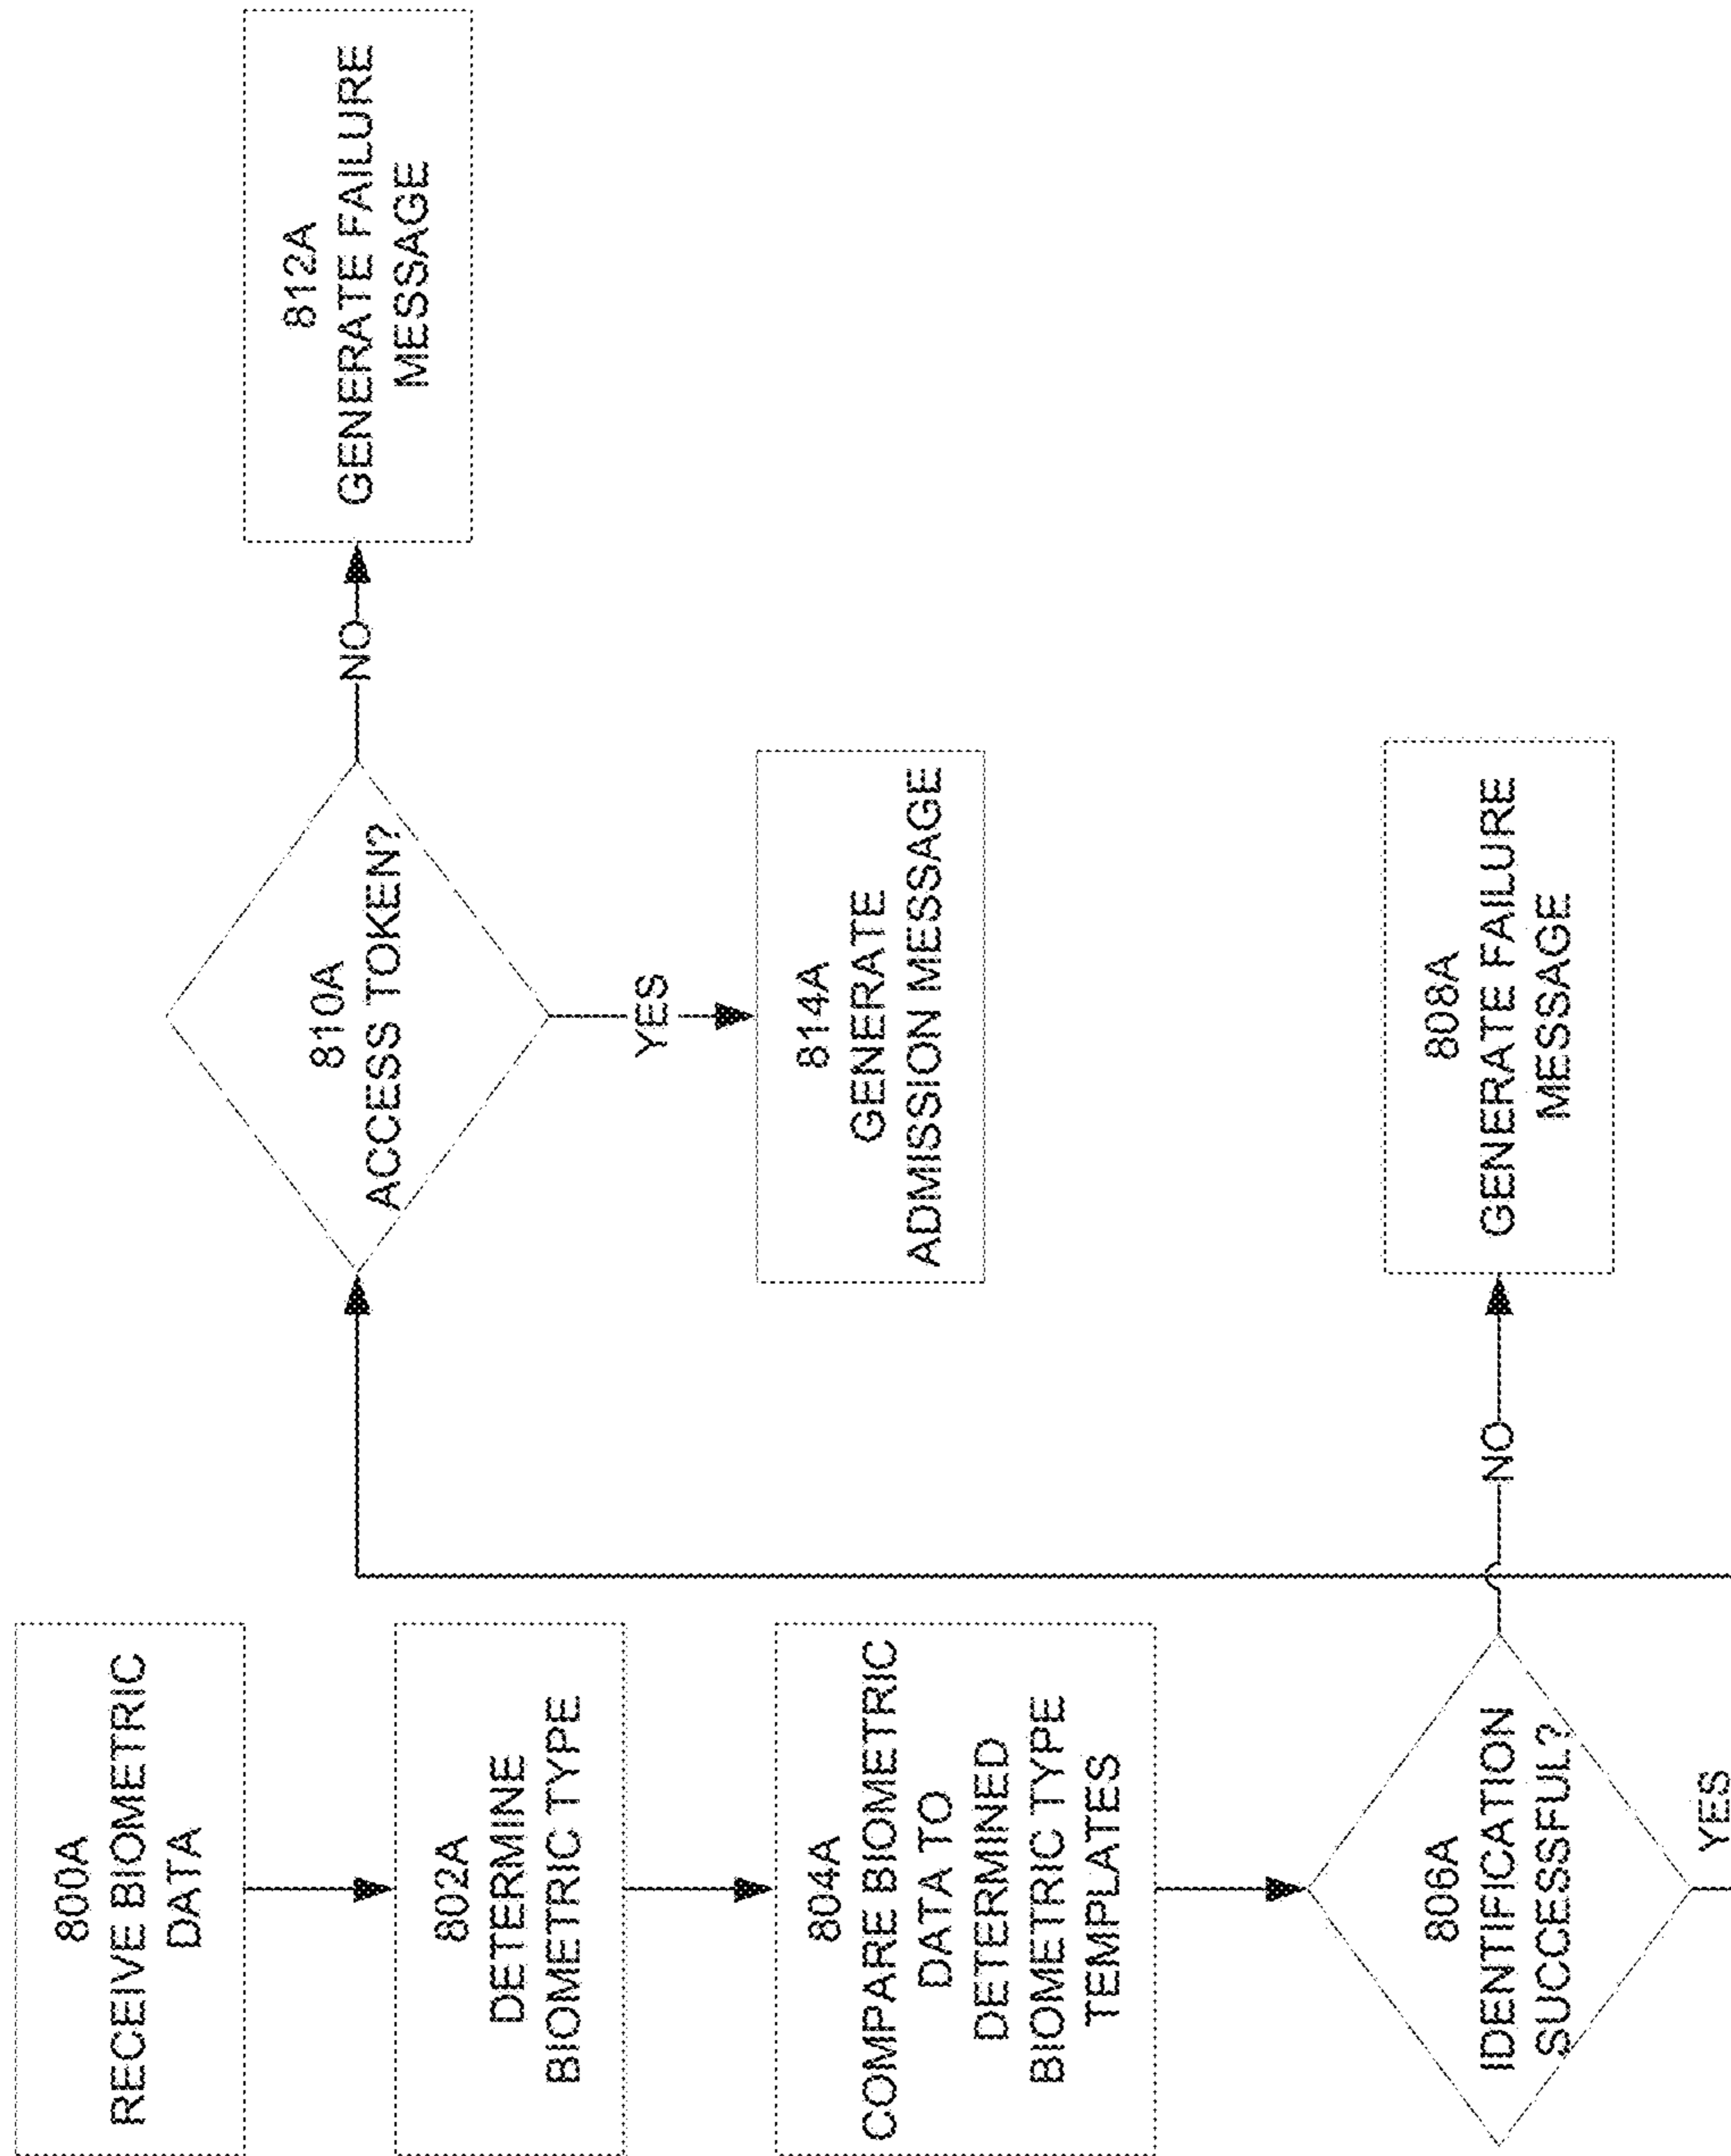 800A
RECEIVE BIOMETRIC
DATA
802A
DETERMINE
BIOMETRIC TYPE
804A
COMPARE BIOMETRIC
DATA TO
DETERMINED
BIOMETRIC TYPE
TEMPLATES
806A
IDENTIFICATION
SUCCESSFUL?
YES
NO
808A
GENERATE FAILURE
MESSAGE
810A
ACCESS TOKEN?
NO
812A
GENERATE FAILURE
MESSAGE
YES
814A
GENERATE
ADMISSION MESSAGE